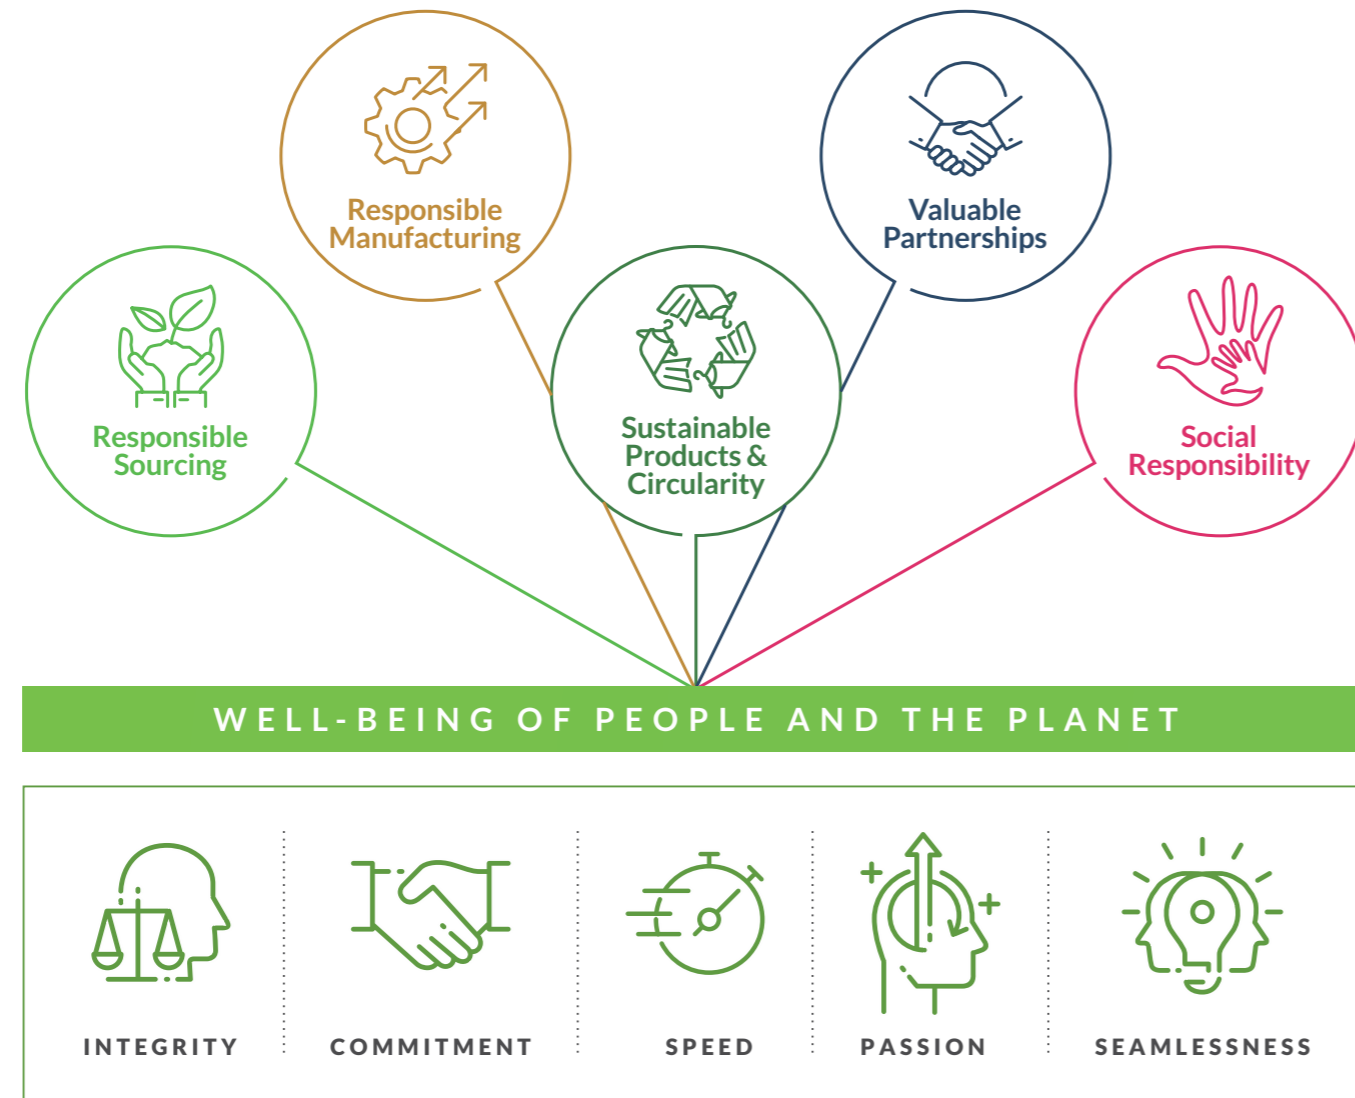 Responsible
Manufacturing
Valuable
Partnerships
Responsible
Sourcing
Sustainable
Products &
Circularity
Social
Responsibility
WELL-BEING OF PEOPLE AND THE PLANET
INTEGRITY
COMMITMENT
SPEED
PASSION
SEAMLESSNESS